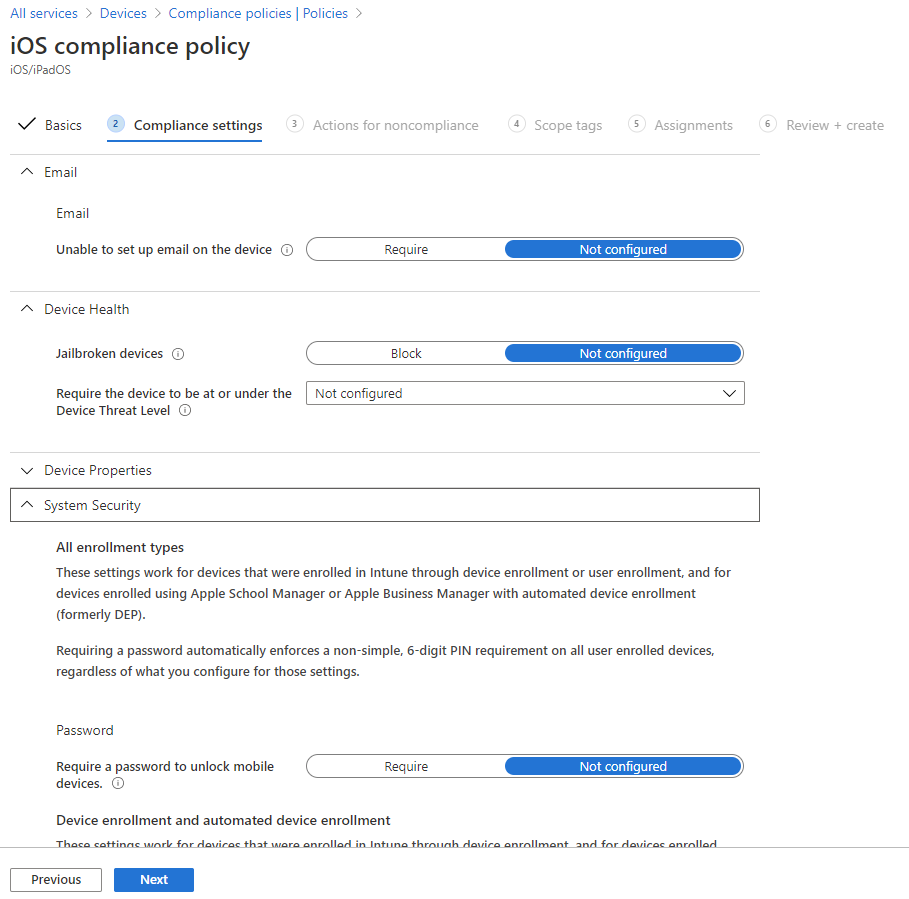 All services > Devices > Compliance policies | Policies >
iOS compliance policy
iOS/iPadOS
Basics 2 Compliance settings 3 Actions for noncompliance 4 Scope tags 5 Assignments 6 Review + create
Email
Email
Unable to set up email on the device Require Not configured
Device Health
Jailbroken devices Block Not configured
Require the device to be at or under the Not configured
Device Threat Level
Device Properties
System Security
All enrollment types
These settings work for devices that were enrolled in Intune through device enrollment or user enrollment, and for
devices enrolled using Apple School Manager or Apple Business Manager with automated device enrollment
(formerly DEP).
Requiring a password automatically enforces a non-simple, 6-digit PIN requirement on all user enrolled devices,
regardless of what you configure for those settings.
Password
Require a password to unlock mobile Require Not configured
devices.
Device enrollment and automated device enrollment
These settings work for devices that were enrolled in Intune through device enrollment, and for devices enrolled
Previous Next